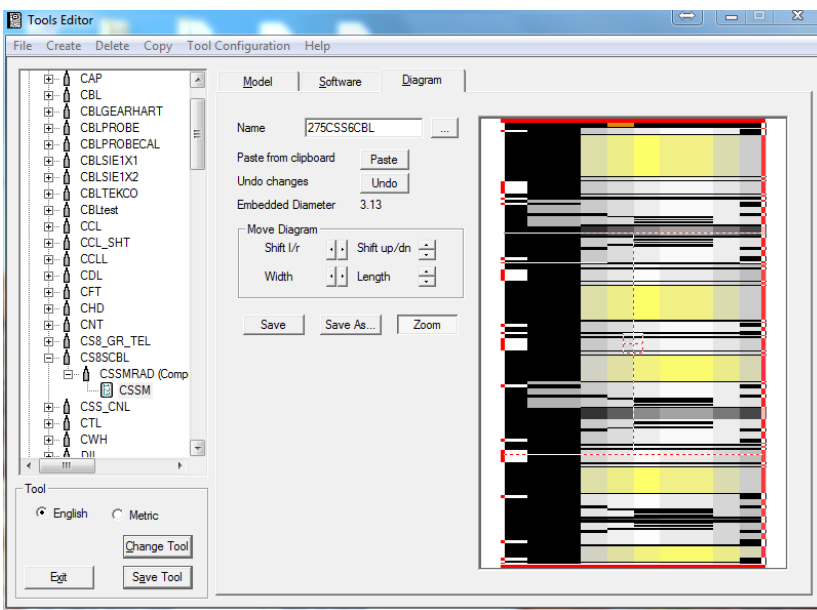 Tools Editor
File Create Delete Copy Tool Configuration Help
CAP
CBL
CBLGEARHART
CBLPROBE
CBLPROBECAL
CBLSIE1X1
CBLSIE1X2
CBLTEKCO
CBLtest
CCL
CCL_SHT
CCLL
CDL
CFT
CHD
CNT
CS8_GR_TEL
CS8SCBL
CSSMRAD (Comp
CSSM
CSS_CNL
CTL
CWH
DIL
Tool
English Metric
Change Tool
Exit Save Tool
Model Software Diagram
Name 275CSS6CBL ...
Paste from clipboard Paste
Undo changes Undo
Embedded Diameter 3.13
Move Diagram
Shift l/r Shift up/dn
Width Length
Save Save As... Zoom